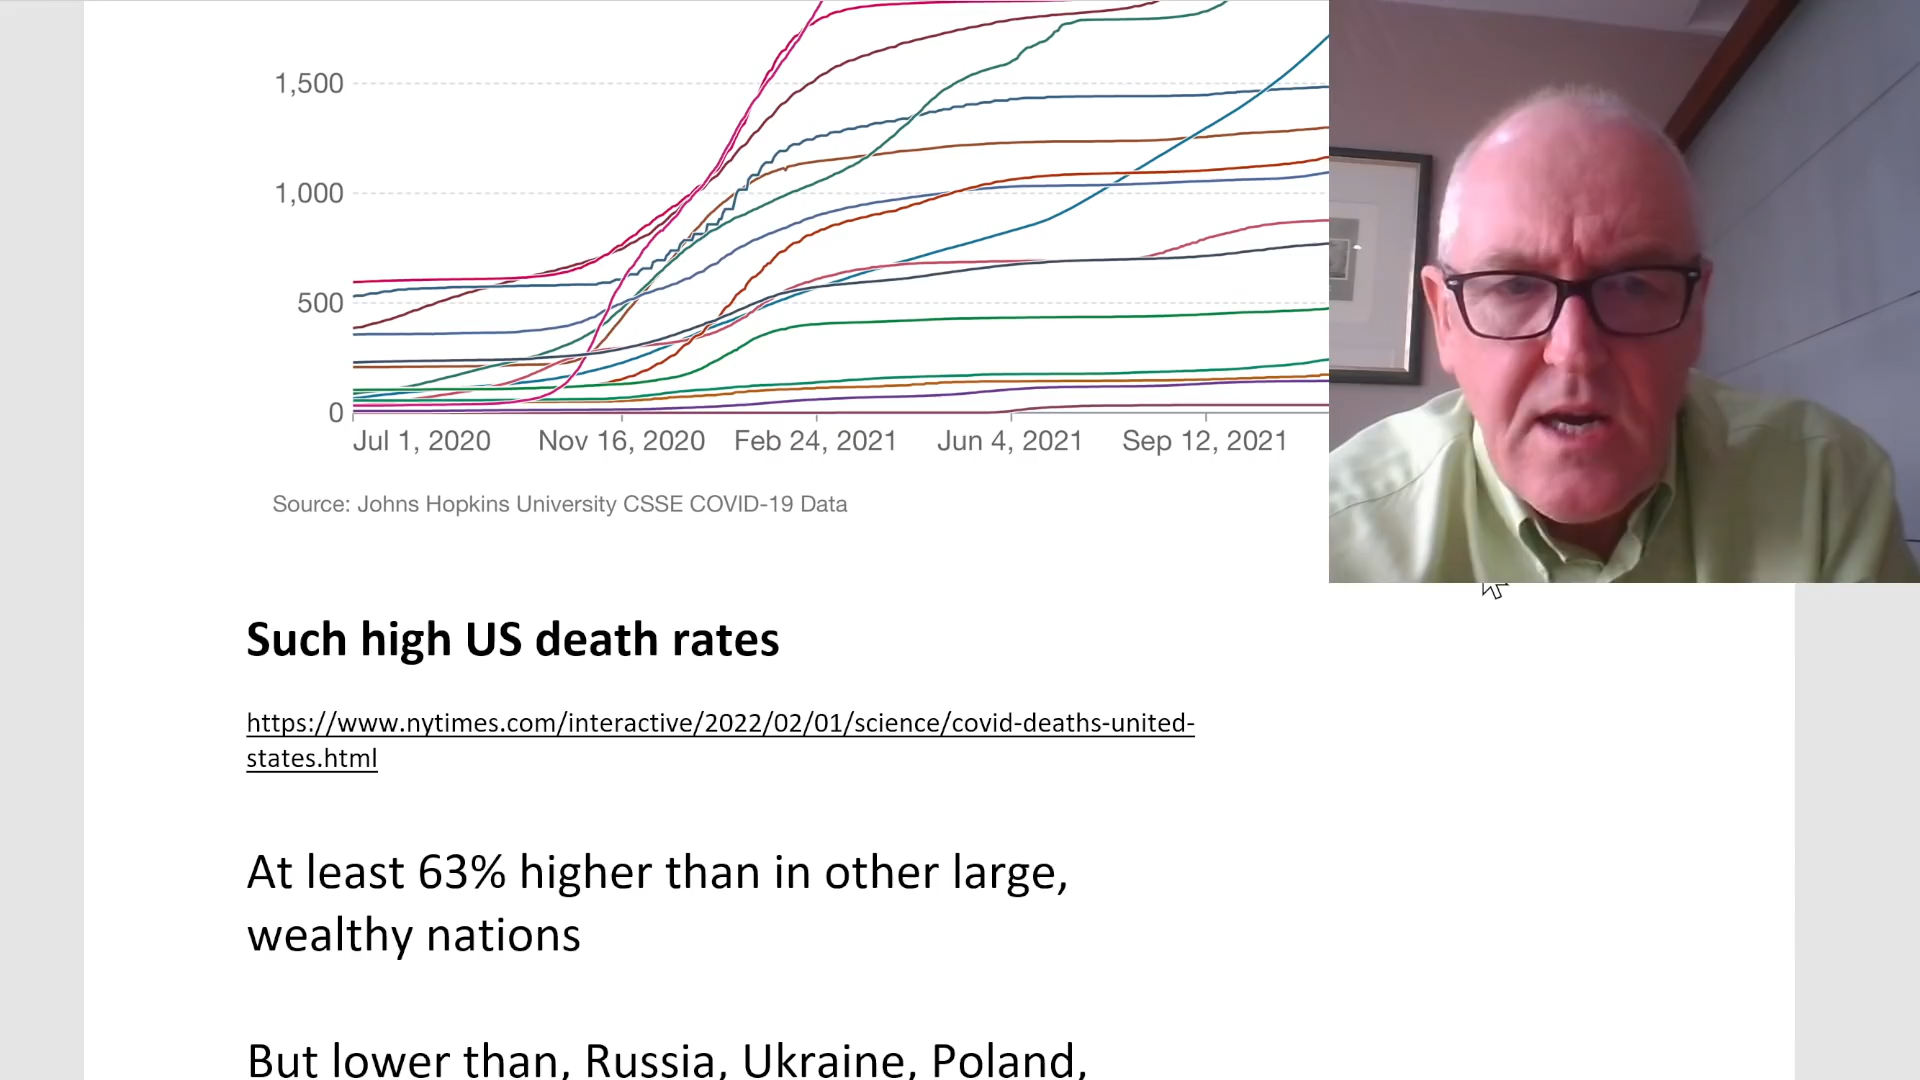 1,500
1,000
500
0
Jul 1, 2020 Nov 16, 2020 Feb 24, 2021 Jun 4, 2021 Sep 12, 2021
Source: Johns Hopkins University CSSE COVID-19 Data
Such high US death rates
https://www.nytimes.com/interactive/2022/02/01/science/covid-deaths-united-
states.html
At least 63% higher than in other large,
wealthy nations
But lower than, Russia, Ukraine, Poland,